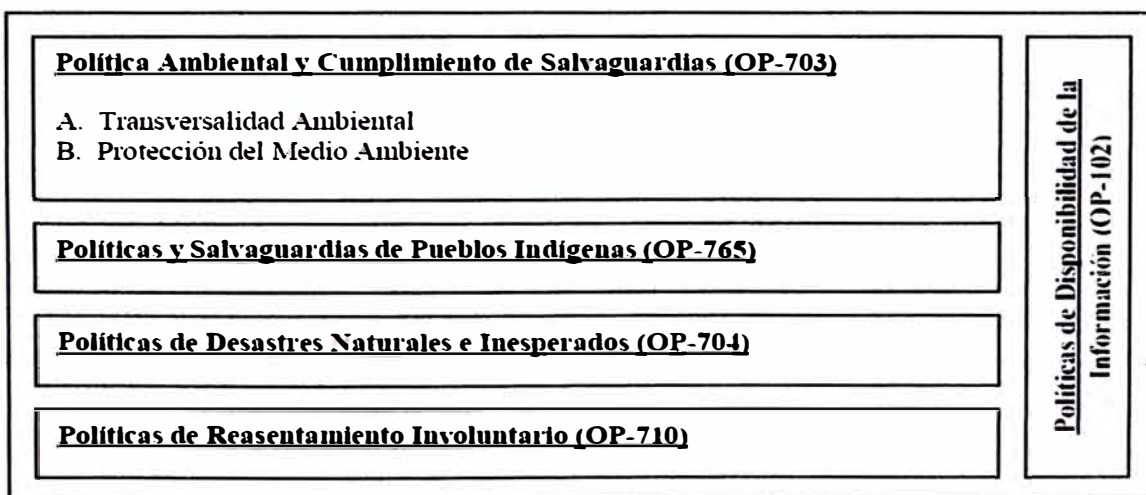 Política Ambiental y Cumplimiento de Salvaguardias (OP-703)
A. Transversalidad Ambiental
B. Protección del Medio Ambiente
Políticas y Salvaguardias de Pueblos Indígenas (OP-765)
Políticas de Desastres Naturales e Inesperados (OP-704)
Políticas de Reasentamiento Involuntario (OP-710)
Políticas de Disponibilidad de la
Información (OP-102)